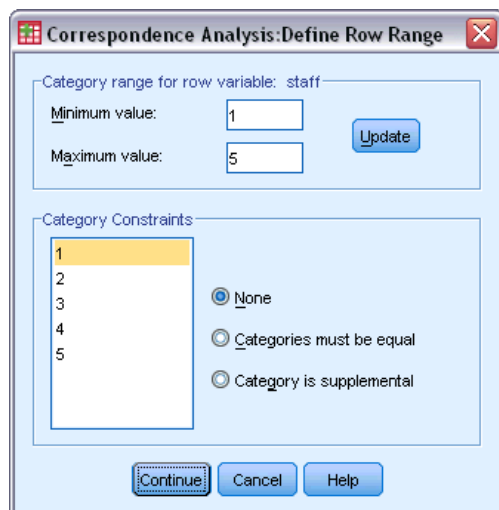 Correspondence Analysis:Define Row Range
Category range for row variable: staff
Minimum value:
1
Maximum value:
5
Update
Category Constraints
1
2
3
4
5
None
Categories must be equal
Category is supplemental
Continue
Cancel
Help